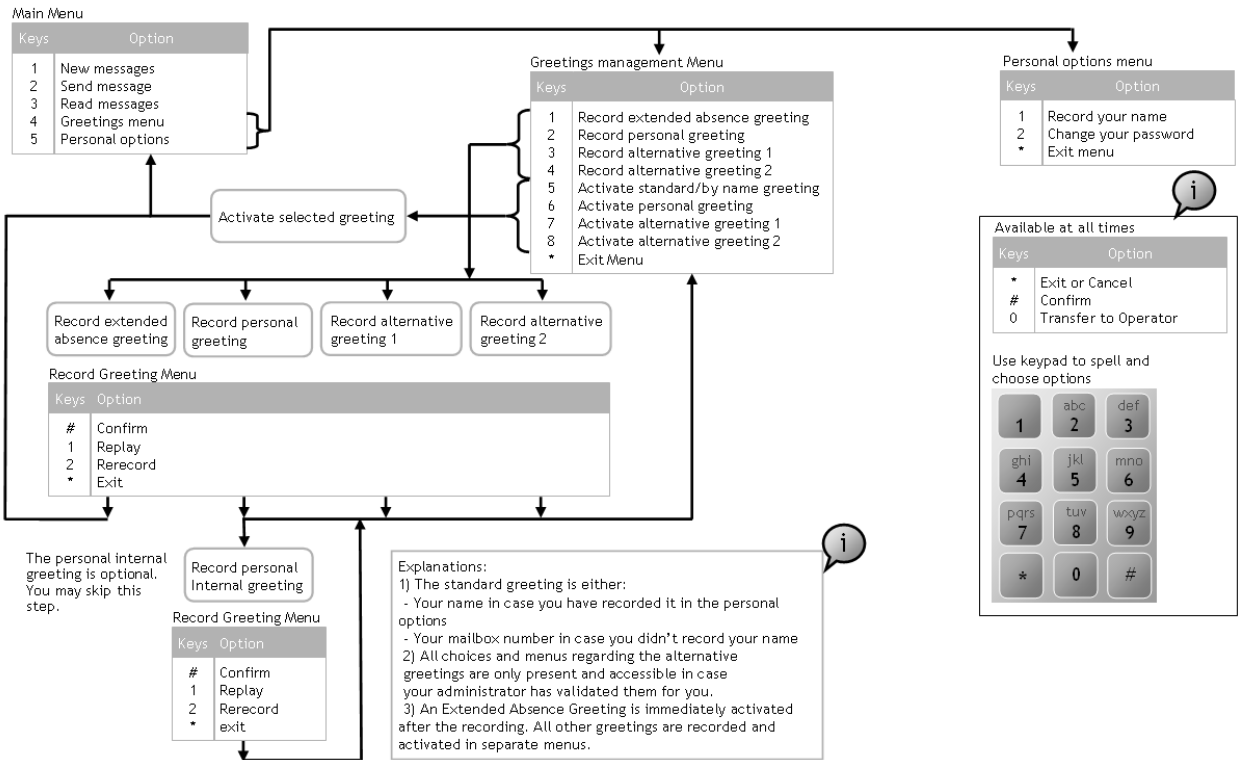 Main Menu
Keys Option
1 New messages
2 Send message
3 Read messages
4 Greetings menu
5 Personal options
Greetings management Menu
Keys Option
1 Record extended absence greeting
2 Record personal greeting
3 Record alternative greeting 1
4 Record alternative greeting 2
5 Activate standard/by name greeting
6 Activate personal greeting
7 Activate alternative greeting 1
8 Activate alternative greeting 2
* Exit Menu
Personal options menu
Keys Option
1 Record your name
2 Change your password
* Exit menu
Activate selected greeting
Record extended
absence greeting
Record personal
greeting
Record alternative
greeting 1
Record alternative
greeting 2
Record Greeting Menu
Keys Option
# Confirm
1 Replay
2 Rerecord
* Exit
The personal internal
greeting is optional.
You may skip this
step.
Record personal
Internal greeting
Record Greeting Menu
Keys Option
# Confirm
1 Replay
2 Rerecord
* exit
i
Explanations:
1) The standard greeting is either:
- Your name in case you have recorded it in the personal
options
- Your mailbox number in case you didn't record your name
2) All choices and menus regarding the alternative
greetings are only present and accessible in case
your administrator has validated them for you.
3) An Extended Absence Greeting is immediately activated
after the recording. All other greetings are recorded and
activated in separate menus.
i
Available at all times
Keys Option
* Exit or Cancel
# Confirm
0 Transfer to Operator
Use keypad to spell and
choose options
abc def
1 2 3
ghi jkl mno
4 5 6
pqrs tuv wxyz
7 8 9
* 0 #